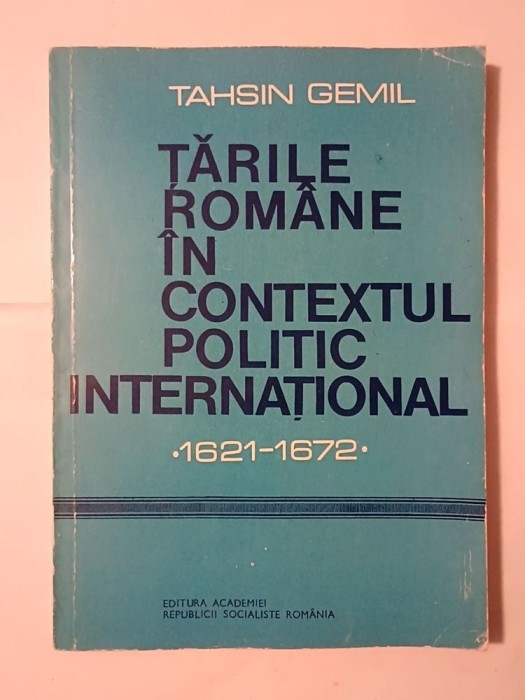 TAHSIN GEMIL
ȚĂRILE
ROMÂNE
ÎN
CONTEXTUL
POLITIC
INTERNAȚIONAL
•1621-1672•
EDITURA ACADEMIEI
REPUBLICII SOCIALISTE ROMÂNIA